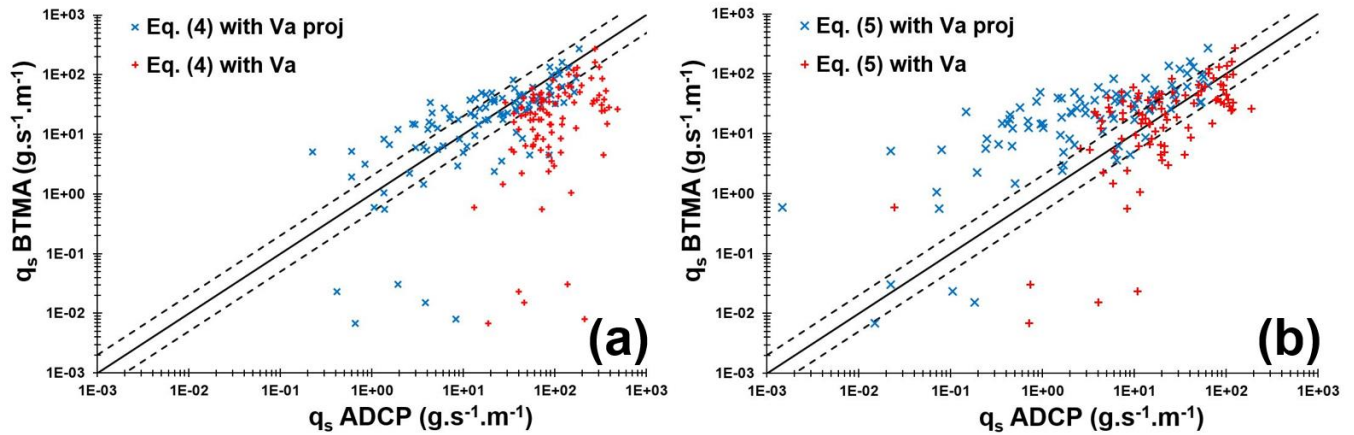 1E+03
1E+02
1E+01
1E+00
1E-01
1E-02
1E-03
qs BTMA (g.s⁻¹.m⁻¹)
× Eq. (4) with Va proj
+ Eq. (4) with Va
(a)
1E-03 1E-02 1E-01 1E+00 1E+01 1E+02 1E+03
qs ADCP (g.s⁻¹.m⁻¹)
1E+03
1E+02
1E+01
1E+00
1E-01
1E-02
1E-03
qs BTMA (g.s⁻¹.m⁻¹)
× Eq. (5) with Va proj
+ Eq. (5) with Va
(b)
1E-03 1E-02 1E-01 1E+00 1E+01 1E+02 1E+03
qs ADCP (g.s⁻¹.m⁻¹)